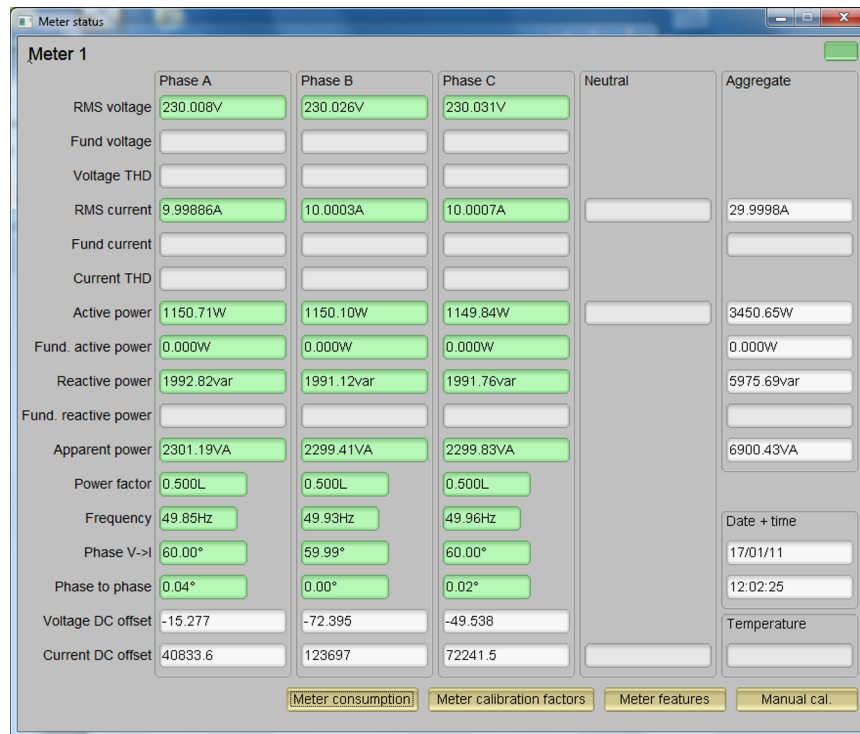 Meter status
Meter 1
Phase A Phase B Phase C Neutral Aggregate
RMS voltage 230.008V 230.026V 230.031V
Fund voltage
Voltage THD
RMS current 9.99886A 10.0003A 10.0007A 29.9998A
Fund current
Current THD
Active power 1150.71W 1150.10W 1149.84W 3450.65W
Fund. active power 0.000W 0.000W 0.000W 0.000W
Reactive power 1992.82var 1991.12var 1991.76var 5975.69var
Fund. reactive power
Apparent power 2301.19VA 2299.41VA 2299.83VA 6900.43VA
Power factor 0.500L 0.500L 0.500L
Frequency 49.85Hz 49.93Hz 49.96Hz Date + time
Phase V->I 60.00° 59.99° 60.00° 17/01/11
Phase to phase 0.04° 0.00° 0.02° 12:02:25
Voltage DC offset -15.277 -72.395 -49.538 Temperature
Current DC offset 40833.6 123697 72241.5
Meter consumption Meter calibration factors Meter features Manual cal.